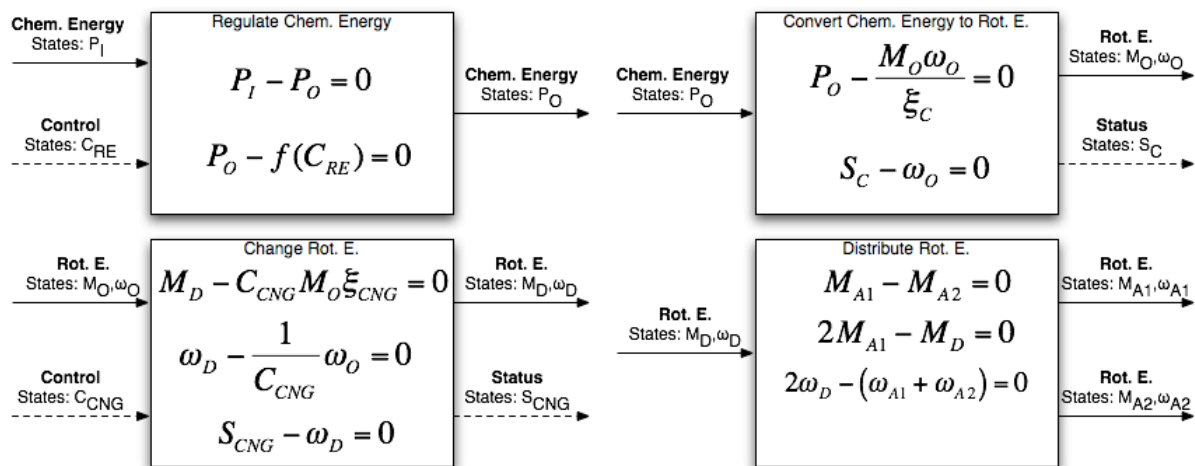 Regulate Chem. Energy
Chem. Energy
States: P_I
Control
States: C_RE
P_I − P_O = 0
P_O − f(C_RE) = 0
Chem. Energy
States: P_O
Convert Chem. Energy to Rot. E.
Chem. Energy
States: P_O
P_O − M_Oω_O/ξ_C = 0
S_C − ω_O = 0
Rot. E.
States: M_O,ω_O
Status
States: S_C
Change Rot. E.
Rot. E.
States: M_O,ω_O
Control
States: C_CNG
M_D − C_CNG M_O ξ_CNG = 0
ω_D − 1/C_CNG ω_O = 0
S_CNG − ω_D = 0
Rot. E.
States: M_D,ω_D
Status
States: S_CNG
Distribute Rot. E.
Rot. E.
States: M_D,ω_D
M_A1 − M_A2 = 0
2M_A1 − M_D = 0
2ω_D − (ω_A1 + ω_A2) = 0
Rot. E.
States: M_A1,ω_A1
Rot. E.
States: M_A2,ω_A2